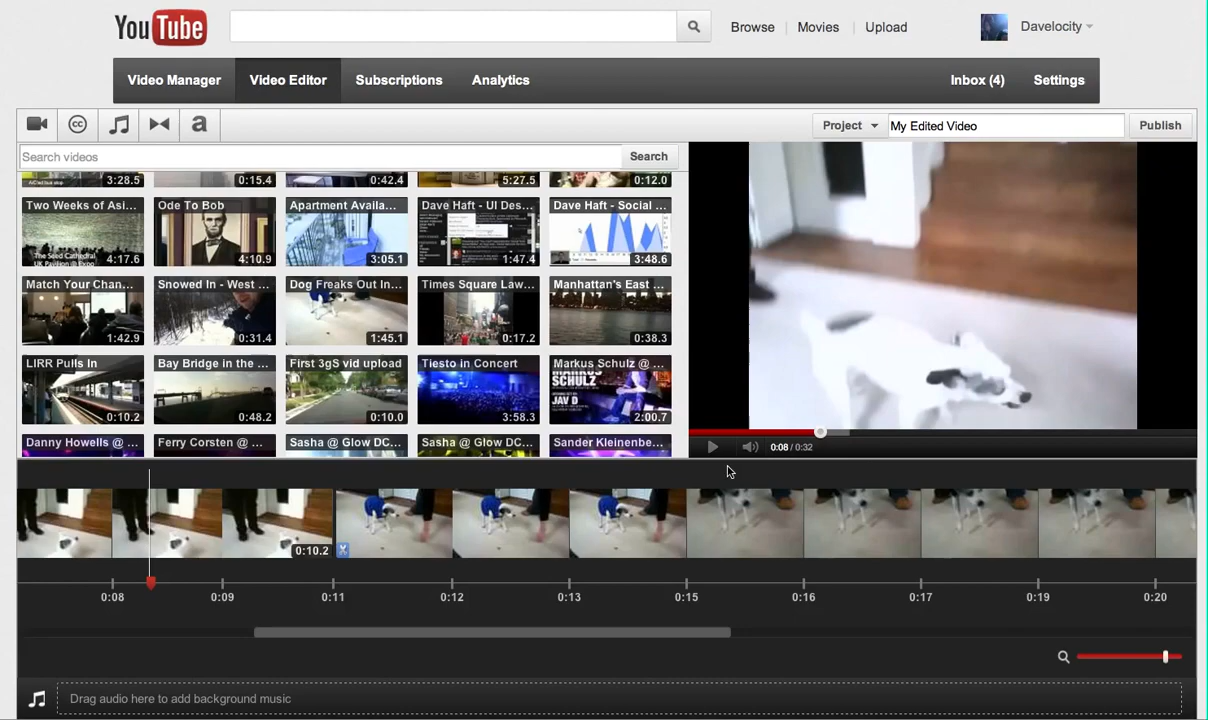 YouTube
Browse
Movies
Upload
Davelocity
Video Manager
Video Editor
Subscriptions
Analytics
Inbox (4)
Settings
a
Project
My Edited Video
Publish
Search videos
Search
3:28.5
0:15.4
0:42.4
5:27.5
0:12.0
Two Weeks of Asi...
Ode To Bob
Apartment Availa...
Dave Haft - UI Des...
Dave Haft - Social ...
The Seed Cathedral
UK Pavilion @ Expo
4:17.6
4:10.9
3:05.1
1:47.4
3:48.6
Match Your Chan...
Snowed In - West ...
Dog Freaks Out In...
Times Square Law...
Manhattan's East ...
1:42.9
0:31.4
1:45.1
0:17.2
0:38.3
LIRR Pulls In
Bay Bridge in the ...
First 3gS vid upload
Tiesto in Concert
Markus Schulz @ ...
MARKUS
SCHULZ
JAV D
0:10.2
0:48.2
0:10.0
3:58.3
2:00.7
Danny Howells @ ...
Ferry Corsten @ ...
Sasha @ Glow DC...
Sasha @ Glow DC...
Sander Kleinenbe...
0:08 / 0:32
0:10.2
0:08
0:09
0:11
0:12
0:13
0:15
0:16
0:17
0:19
0:20
Drag audio here to add background music